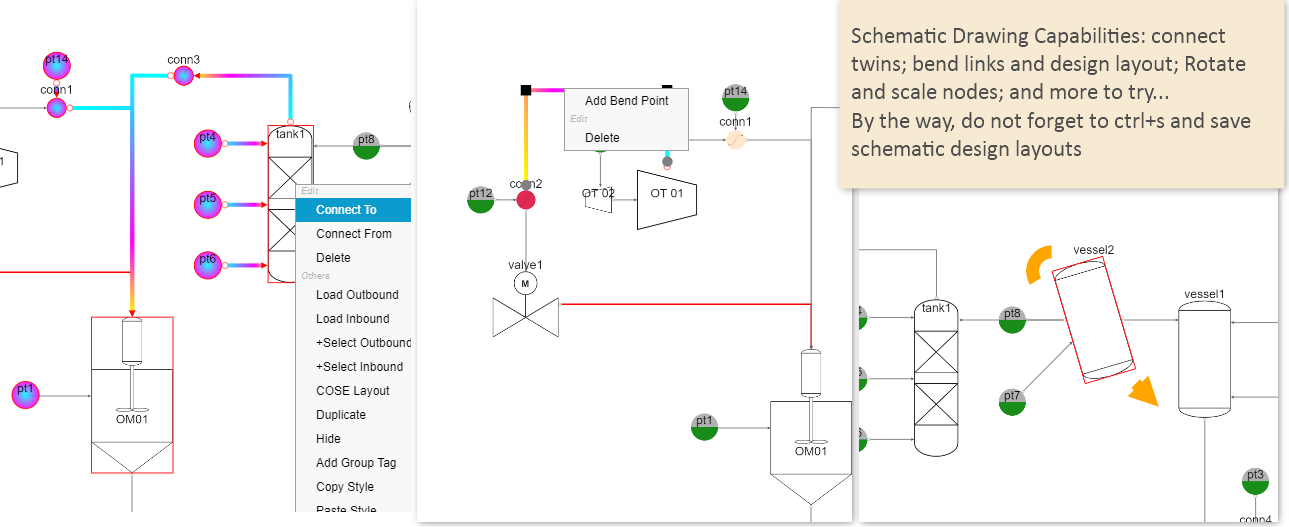 pt14
conn3
conn1
1
tank1
pt4
pt8
pt5
pt6
Edit
Connect To
Connect From
Delete
Others
Load Outbound
Load Inbound
+Select Outbound
+Select Inbound
COSE Layout
Duplicate
Hide
Add Group Tag
Copy Style
Paste Style
pt1
OM01
Add Bend Point
Edit
Delete
pt14
conn1
conn2
pt12
OT 02
OT 01
valve1
M
pt1
OM01
Schematic Drawing Capabilities: connect
twins; bend links and design layout; Rotate
and scale nodes; and more to try...
By the way, do not forget to ctrl+s and save
schematic design layouts
vessel2
vessel1
tank1
pt8
pt7
pt3
conn4